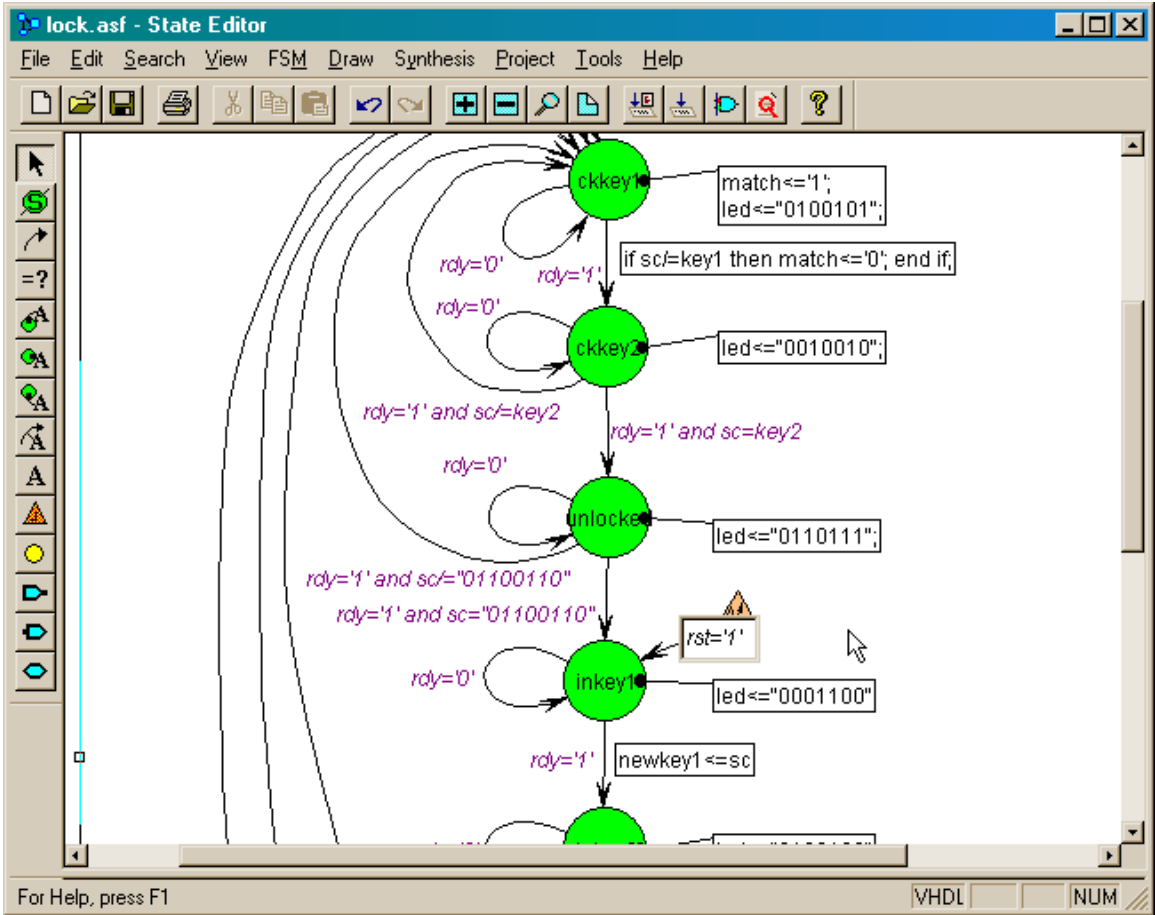 lock.asf - State Editor
File Edit Search View FSM Draw Synthesis Project Tools Help
S
=?
A
A
A
A
A
ckkey1
match<='1';
led<="0100101";
rdy='0'
rdy='1'
if sc/=key1 then match<='0'; end if;
rdy='0'
ckkey2
led<="0010010";
rdy='1' and sc/=key2
rdy='1' and sc=key2
rdy='0'
unlocked
led<="0110111";
rdy='1' and sc/="01100110"
rdy='1' and sc="01100110"
rst='1'
rdy='0'
inkey1
led<="0001100"
rdy='1'
newkey1<=sc
For Help, press F1
VHDL
NUM